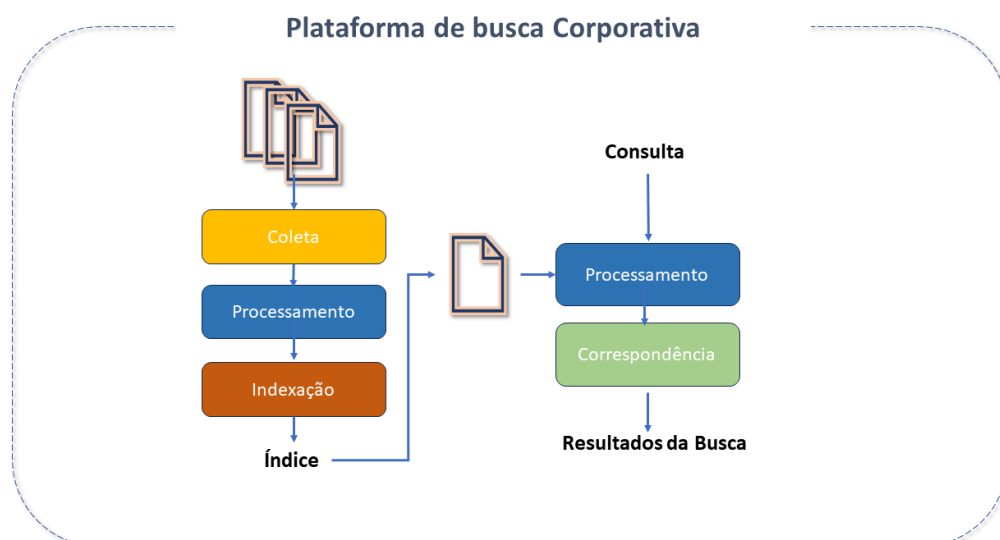 Plataforma de busca Corporativa
Coleta
Processamento
Indexação
Índice
Consulta
Processamento
Correspondência
Resultados da Busca